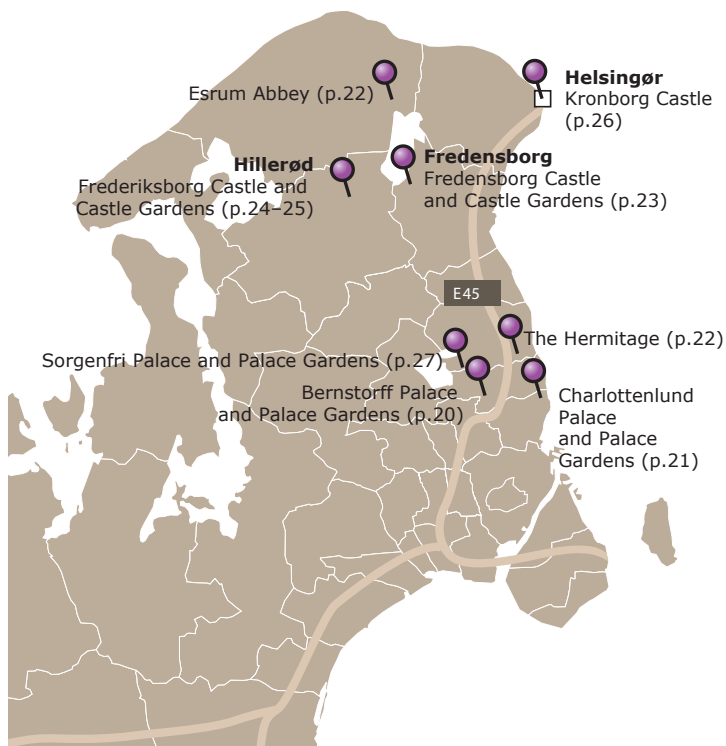 Esrum Abbey (p.22)
Helsingør
Kronborg Castle
(p.26)
Hillerød
Frederiksborg Castle and
Castle Gardens (p.24–25)
Fredensborg
Fredensborg Castle
and Castle Gardens (p.23)
E45
The Hermitage (p.22)
Sorgenfri Palace and Palace Gardens (p.27)
Bernstorff Palace
and Palace Gardens (p.20)
Charlottenlund
Palace
and Palace
Gardens (p.21)